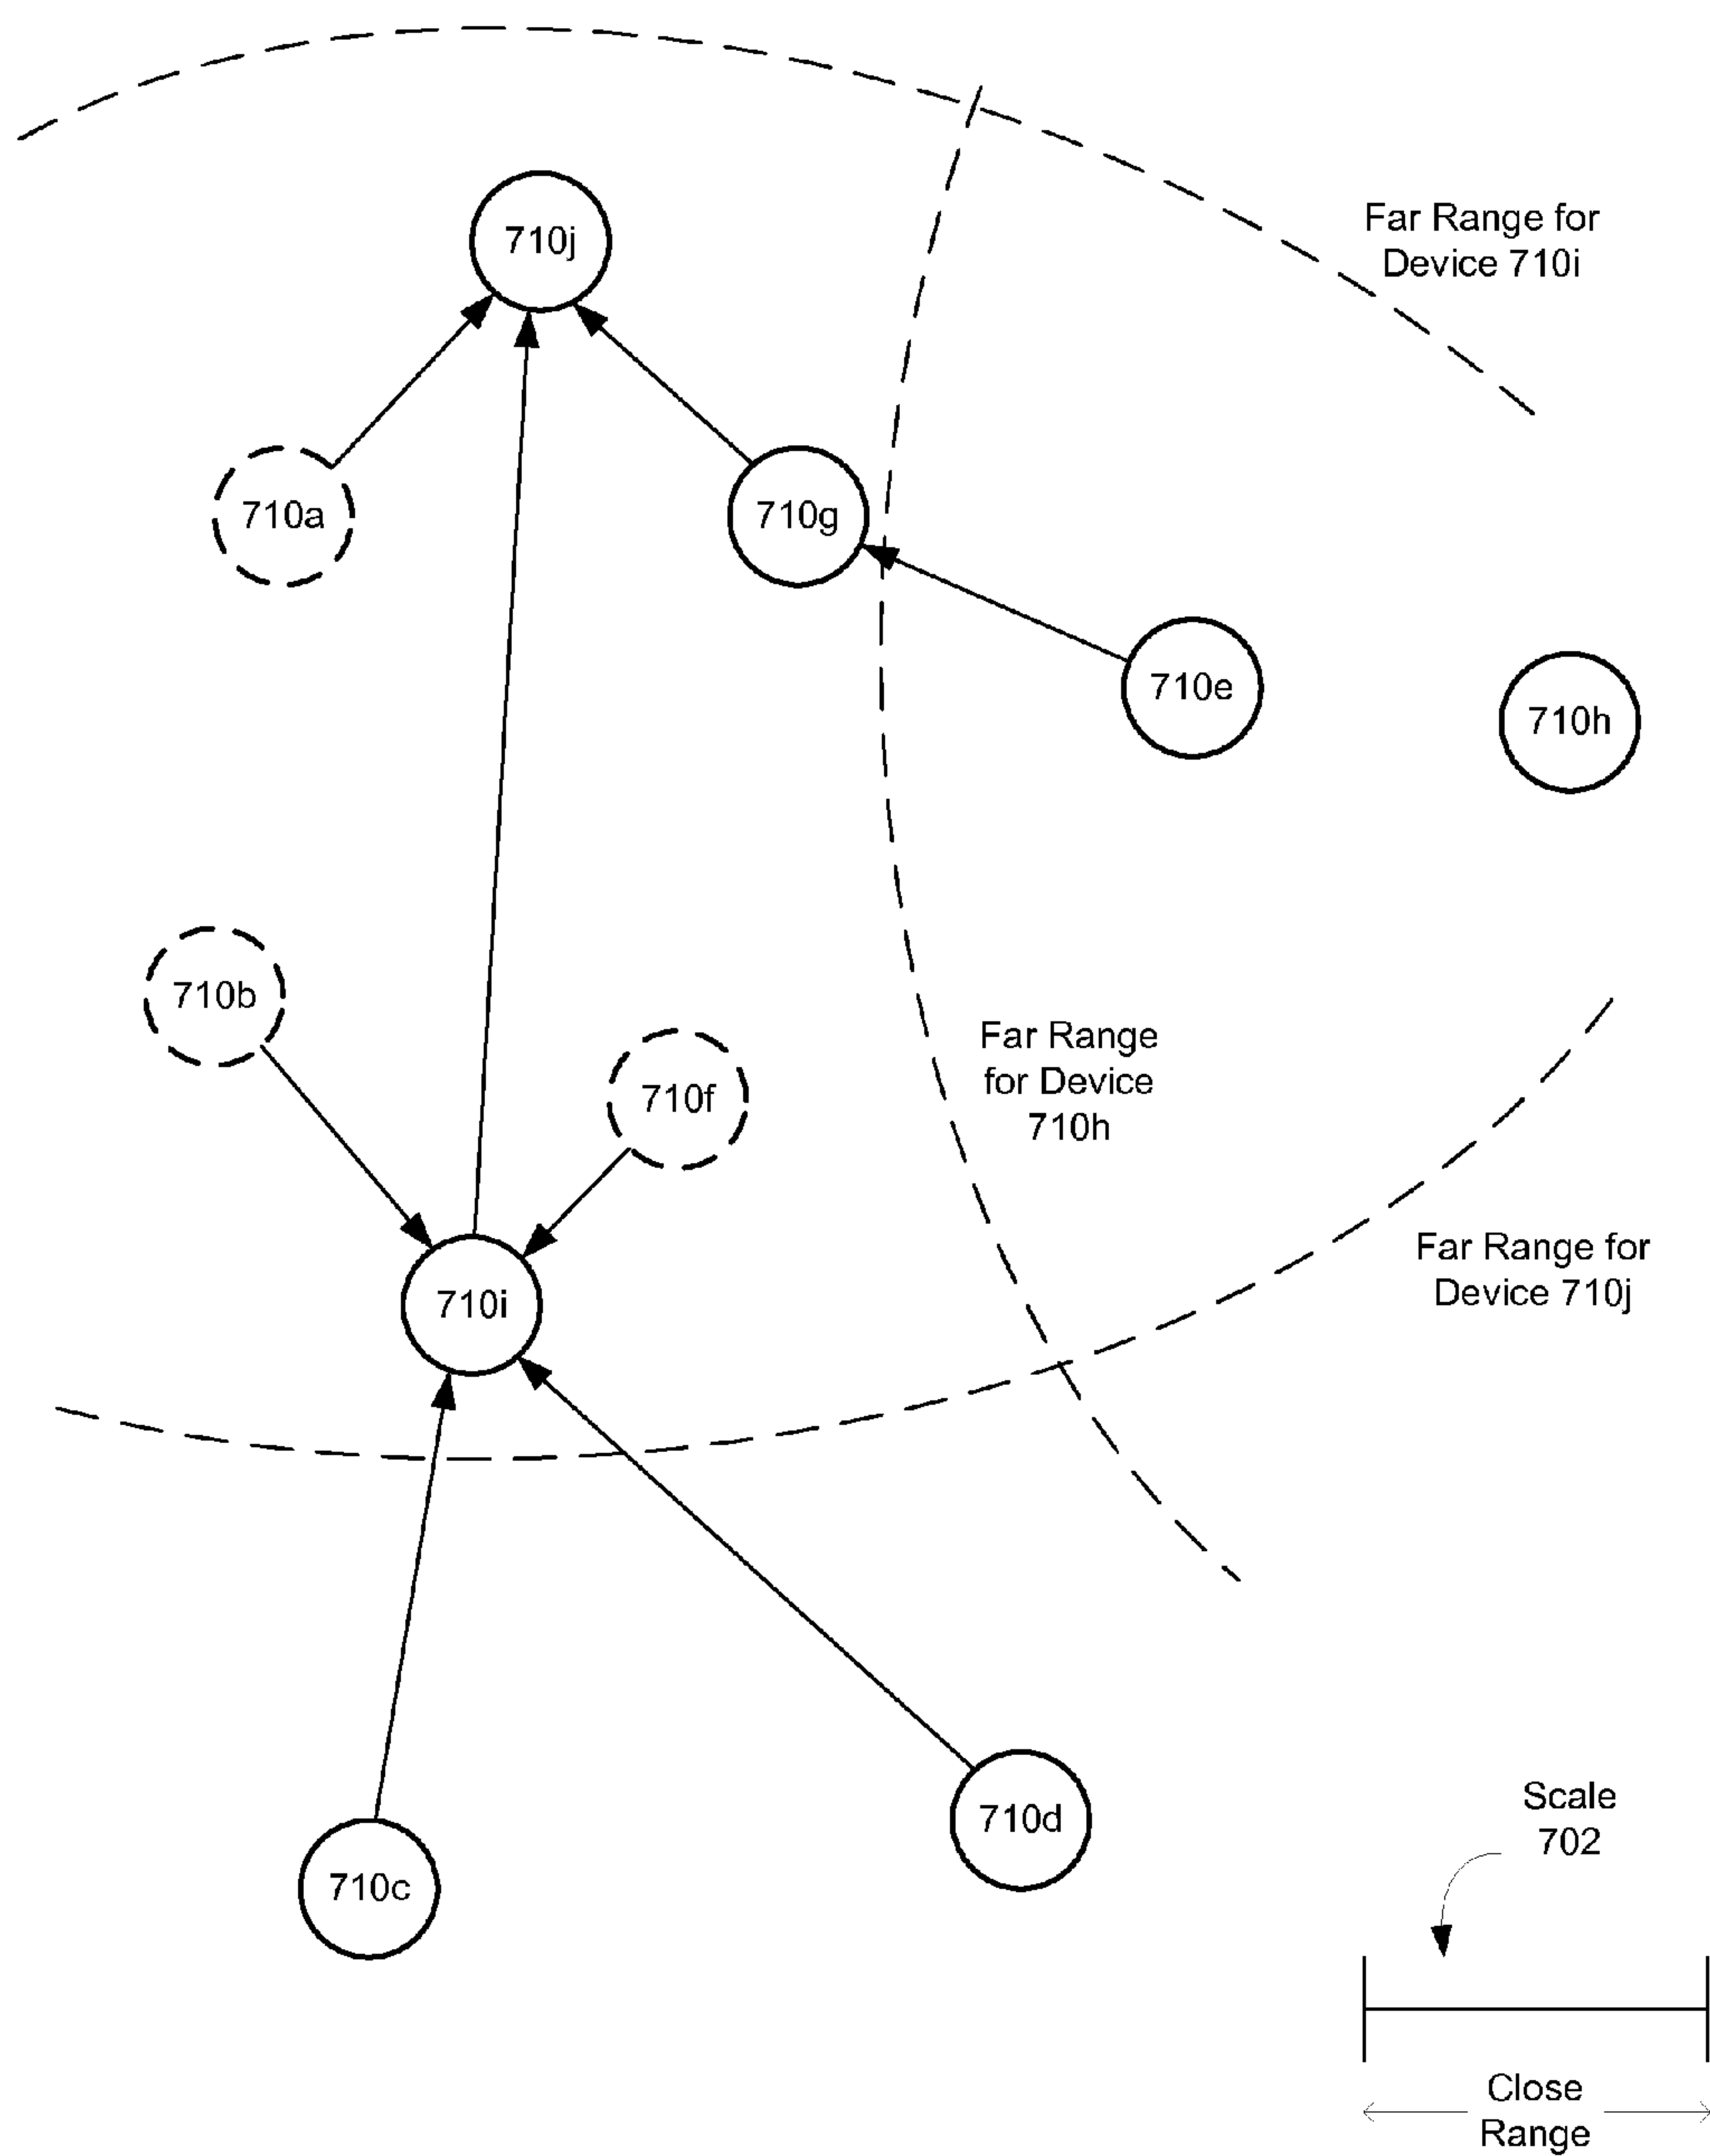 Far Range for
Device 710i
710j
710a
710g
710e
710h
710b
710f
Far Range
for Device
710h
Far Range for
Device 710j
710i
710d
710c
Scale
702
Close
Range